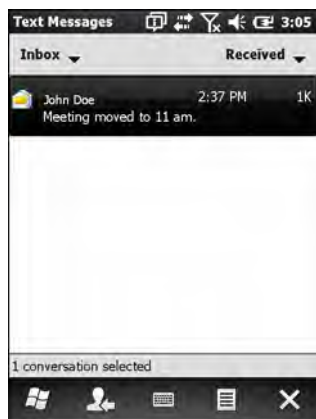 Text Messages 3:05
Inbox Received
John Doe 2:37 PM 1K
Meeting moved to 11 am.
1 conversation selected